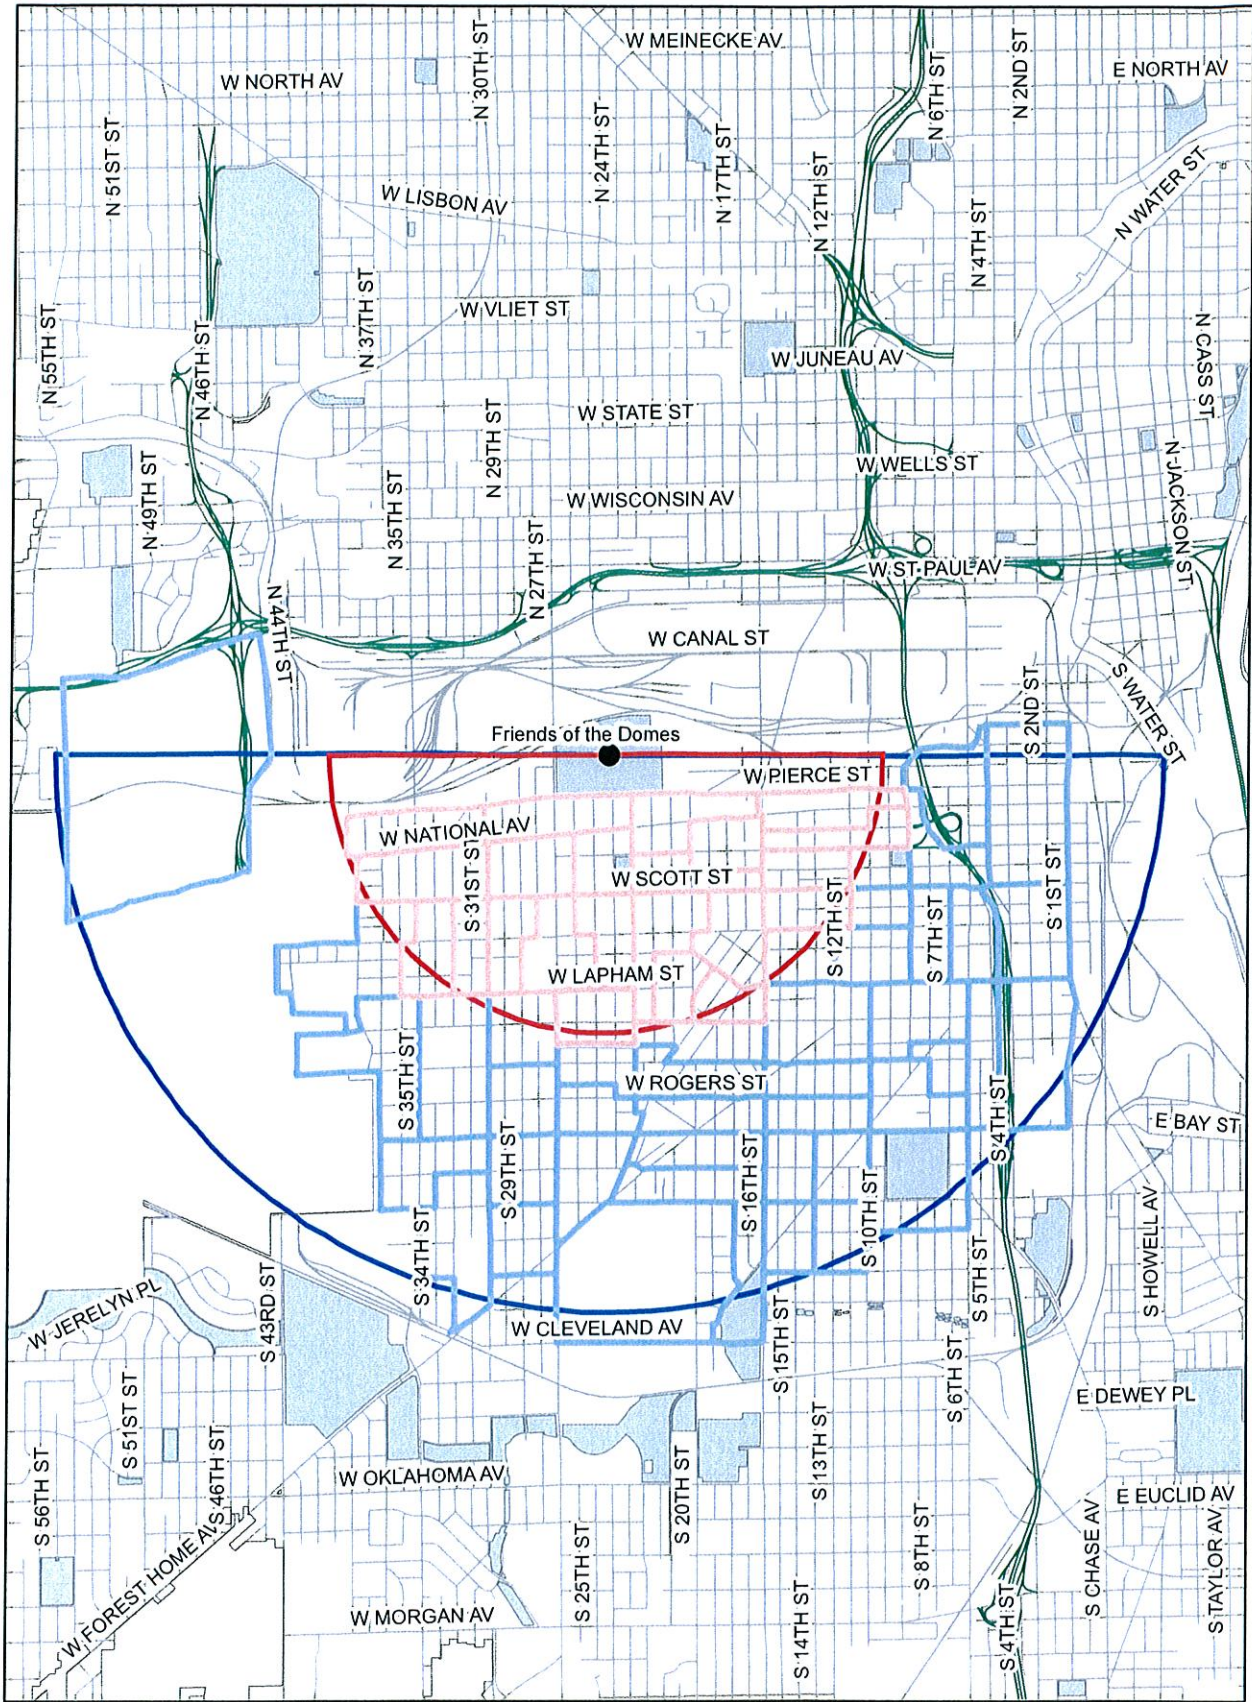 W MEINECKE AV
N 30TH ST
W NORTH AV
N 6TH ST
N 2ND ST
E NORTH AV
N 51ST ST
N 24TH ST
N 17TH ST
N 12TH ST
W LISBON AV
N WATER ST
N 4TH ST
N 55TH ST
N 46TH ST
N 37TH ST
W VLIET ST
W JUNEAU AV
N CASS ST
W STATE ST
N 29TH ST
W WELLS ST
N 49TH ST
N 35TH ST
W WISCONSIN AV
N JACKSON ST
N 27TH ST
W ST PAUL AV
N 44TH ST
W CANAL ST
S 2ND ST
S WATER ST
Friends of the Domes
W PIERCE ST
W NATIONAL AV
S 31ST ST
W SCOTT ST
S 12TH ST
S 7TH ST
S 1ST ST
W LAPHAM ST
S 35TH ST
W ROGERS ST
S 4TH ST
E BAY ST
S 29TH ST
S 16TH ST
S 10TH ST
S HOWELL AV
S 34TH ST
S 5TH ST
W JERELYN PL
S 43RD ST
W CLEVELAND AV
S 15TH ST
S 6TH ST
E DEWEY PL
S 51ST ST
S 56TH ST
S 46TH ST
W OKLAHOMA AV
S 20TH ST
S 13TH ST
E EUCLID AV
W FOREST HOME AV
S 25TH ST
S 8TH ST
S CHASE AV
S TAYLOR AV
W MORGAN AV
S 14TH ST
S 4TH ST